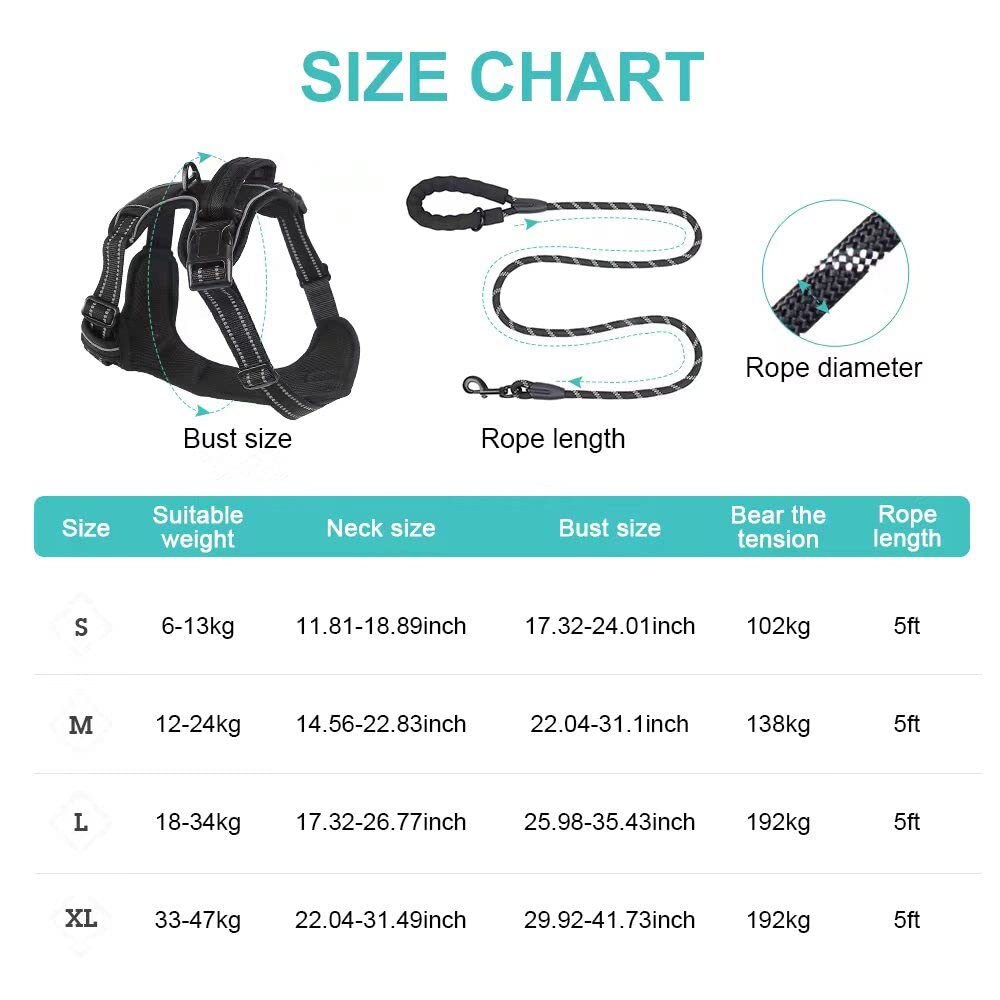 SIZE CHART
Rope diameter
Bust size
Rope length
Size
Suitable
weight
Neck size
Bust size
Bear the
tension
Rope
length
S
6-13kg
11.81-18.89inch
17.32-24.01inch
102kg
5ft
M
12-24kg
14.56-22.83inch
22.04-31.1inch
138kg
5ft
L
18-34kg
17.32-26.77inch
25.98-35.43inch
192kg
5ft
XL
33-47kg
22.04-31.49inch
29.92-41.73inch
192kg
5ft